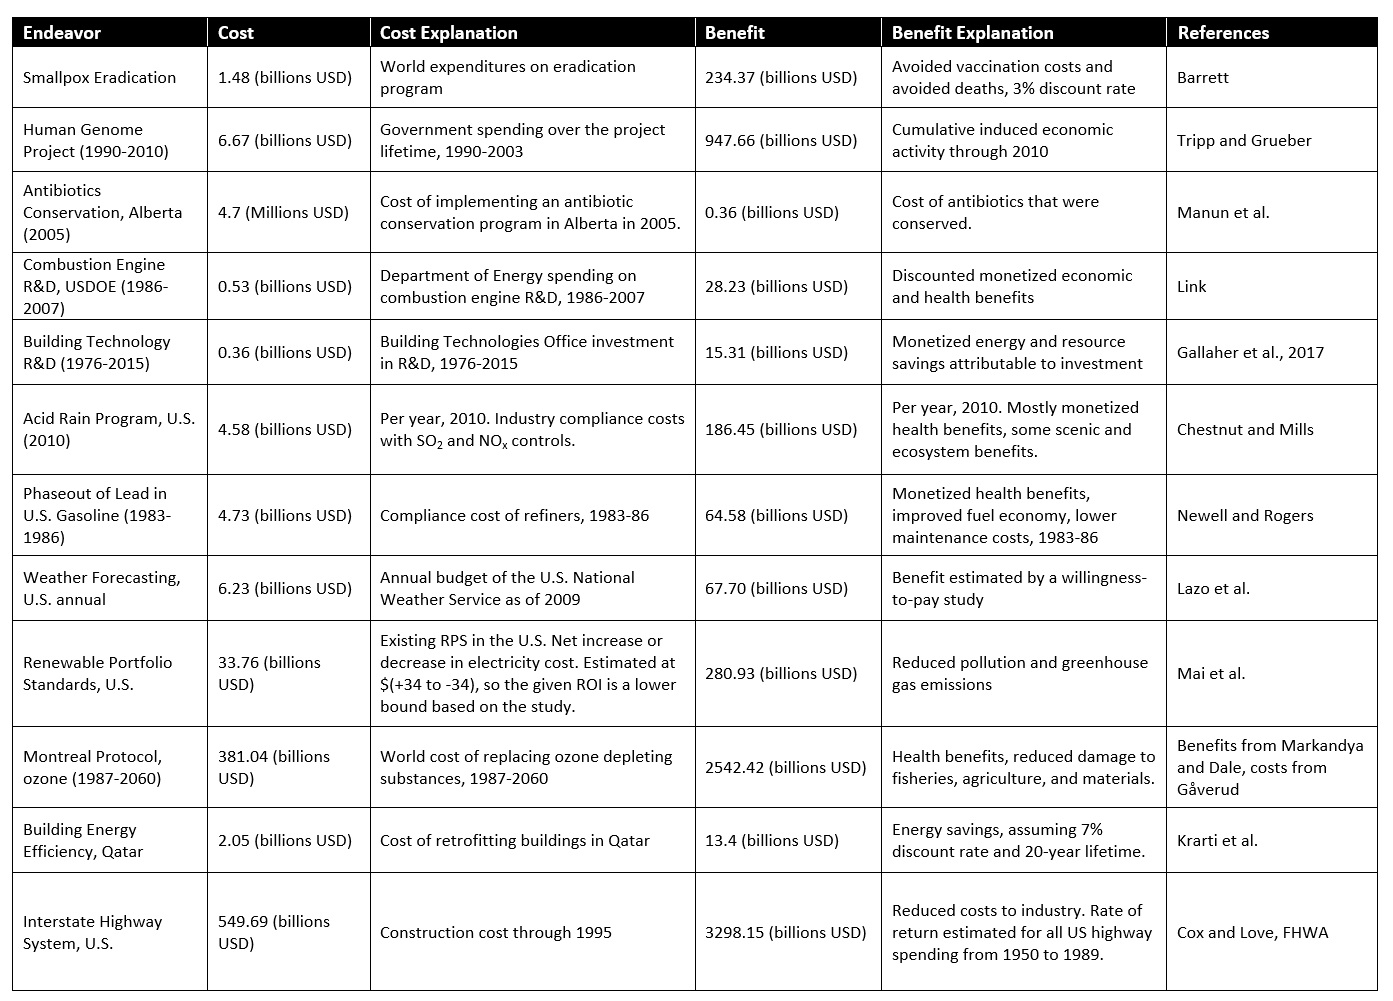 Endeavor
Cost
Cost Explanation
Benefit
Benefit Explanation
References
Smallpox Eradication
1.48 (billions USD)
World expenditures on eradication
program
234.37 (billions USD)
Avoided vaccination costs and
avoided deaths, 3% discount rate
Barrett
Human Genome
Project (1990-2010)
6.67 (billions USD)
Government spending over the project
lifetime, 1990-2003
947.66 (billions USD)
Cumulative induced economic
activity through 2010
Tripp and Grueber
Antibiotics
Conservation, Alberta
(2005)
4.7 (Millions USD)
Cost of implementing an antibiotic
conservation program in Alberta in 2005.
0.36 (billions USD)
Cost of antibiotics that were
conserved.
Manun et al.
Combustion Engine
R&D, USDOE (1986-
2007)
0.53 (billions USD)
Department of Energy spending on
combustion engine R&D, 1986-2007
28.23 (billions USD)
Discounted monetized economic
and health benefits
Link
Building Technology
R&D (1976-2015)
0.36 (billions USD)
Building Technologies Office investment
in R&D, 1976-2015
15.31 (billions USD)
Monetized energy and resource
savings attributable to investment
Gallaher et al., 2017
Acid Rain Program, U.S.
(2010)
4.58 (billions USD)
Per year, 2010. Industry compliance costs
with SO₂ and NOₓ controls.
186.45 (billions USD)
Per year, 2010. Mostly monetized
health benefits, some scenic and
ecosystem benefits.
Chestnut and Mills
Phaseout of Lead in
U.S. Gasoline (1983-
1986)
4.73 (billions USD)
Compliance cost of refiners, 1983-86
64.58 (billions USD)
Monetized health benefits,
improved fuel economy, lower
maintenance costs, 1983-86
Newell and Rogers
Weather Forecasting,
U.S. annual
6.23 (billions USD)
Annual budget of the U.S. National
Weather Service as of 2009
67.70 (billions USD)
Benefit estimated by a willingness-
to-pay study
Lazo et al.
Renewable Portfolio
Standards, U.S.
33.76 (billions
USD)
Existing RPS in the U.S. Net increase or
decrease in electricity cost. Estimated at
$(+34 to -34), so the given ROI is a lower
bound based on the study.
280.93 (billions USD)
Reduced pollution and greenhouse
gas emissions
Mai et al.
Montreal Protocol,
ozone (1987-2060)
381.04 (billions
USD)
World cost of replacing ozone depleting
substances, 1987-2060
2542.42 (billions USD)
Health benefits, reduced damage to
fisheries, agriculture, and materials.
Benefits from Markandya
and Dale, costs from
Gåverud
Building Energy
Efficiency, Qatar
2.05 (billions USD)
Cost of retrofitting buildings in Qatar
13.4 (billions USD)
Energy savings, assuming 7%
discount rate and 20-year lifetime.
Krarti et al.
Interstate Highway
System, U.S.
549.69 (billions
USD)
Construction cost through 1995
3298.15 (billions USD)
Reduced costs to industry. Rate of
return estimated for all US highway
spending from 1950 to 1989.
Cox and Love, FHWA